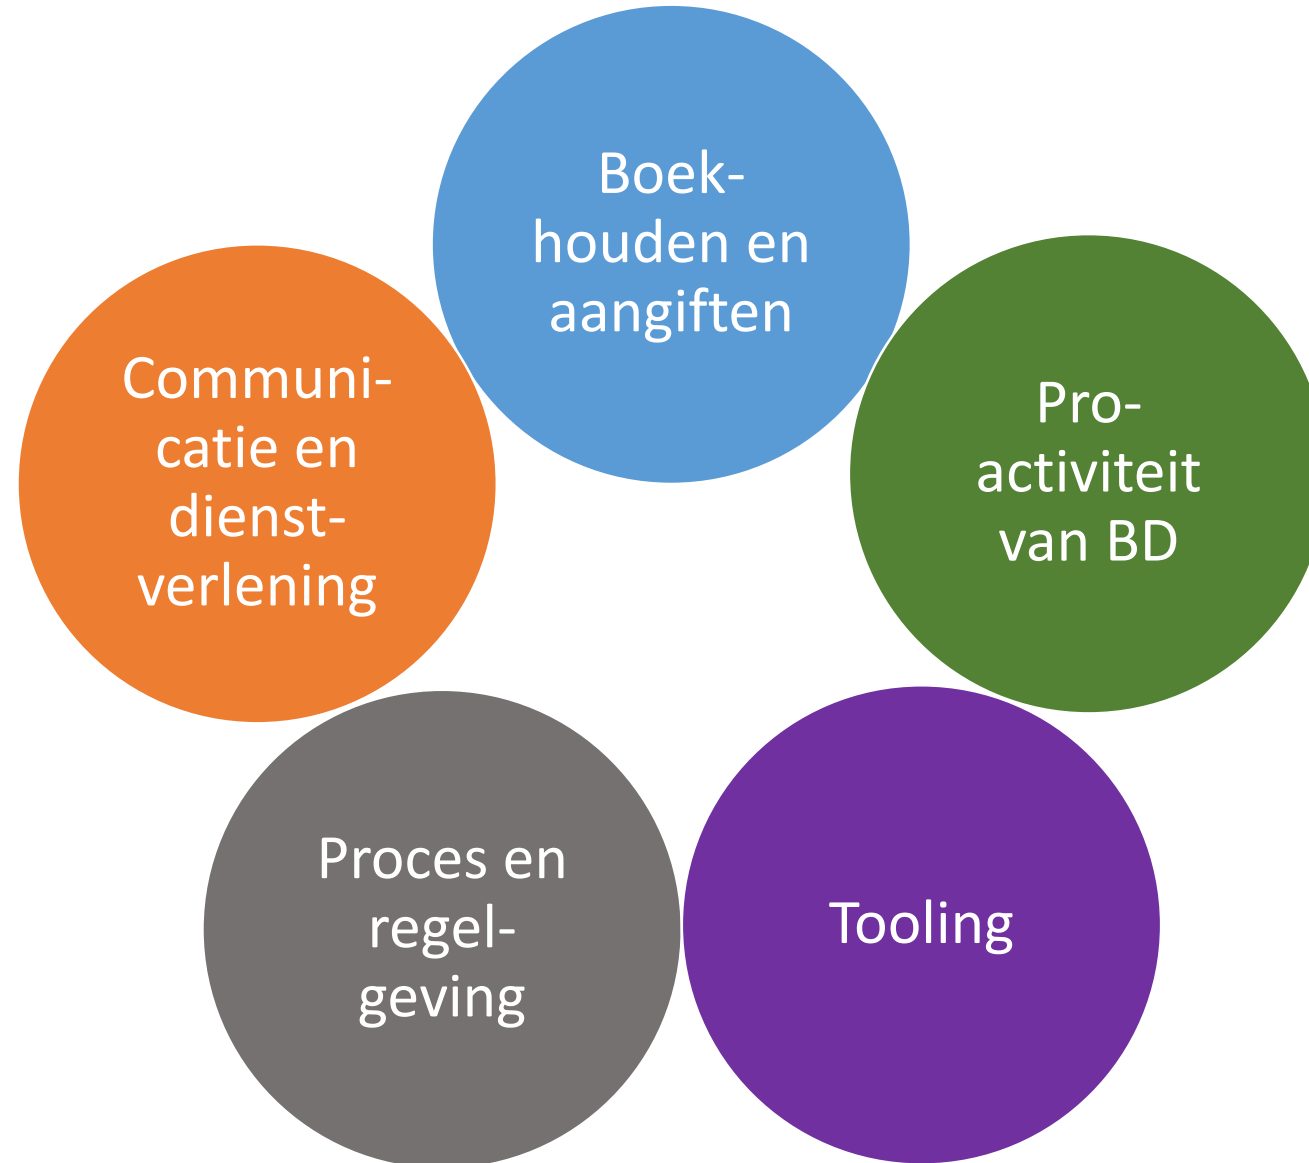 Boek-
houden en
aangiften
Communi-
catie en
dienst-
verlening
Pro-
activiteit
van BD
Proces en
regel-
geving
Tooling